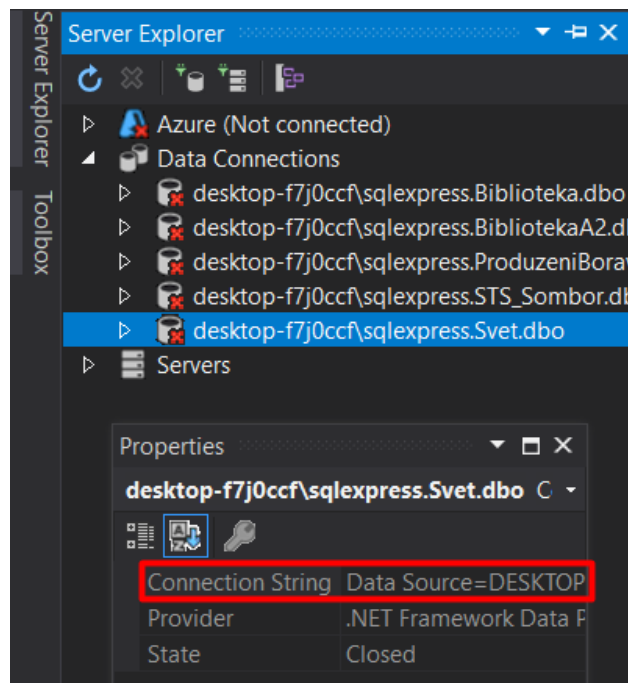 Server Explorer
Toolbox
Server Explorer
Azure (Not connected)
Data Connections
desktop-f7j0ccf\sqlexpress.Biblioteka.dbo
desktop-f7j0ccf\sqlexpress.BibliotekaA2.d
desktop-f7j0ccf\sqlexpress.ProduzeniBora
desktop-f7j0ccf\sqlexpress.STS_Sombor.db
desktop-f7j0ccf\sqlexpress.Svet.dbo
Servers
Properties
desktop-f7j0ccf\sqlexpress.Svet.dbo C
Connection String Data Source=DESKTOP
Provider .NET Framework Data P
State Closed